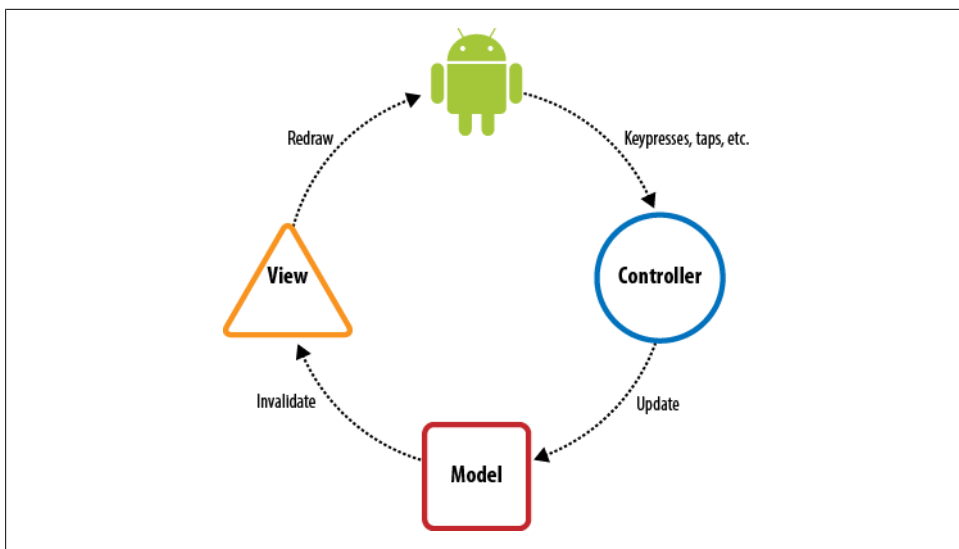 Redraw
Keypresses, taps, etc.
View
Controller
Invalidate
Update
Model